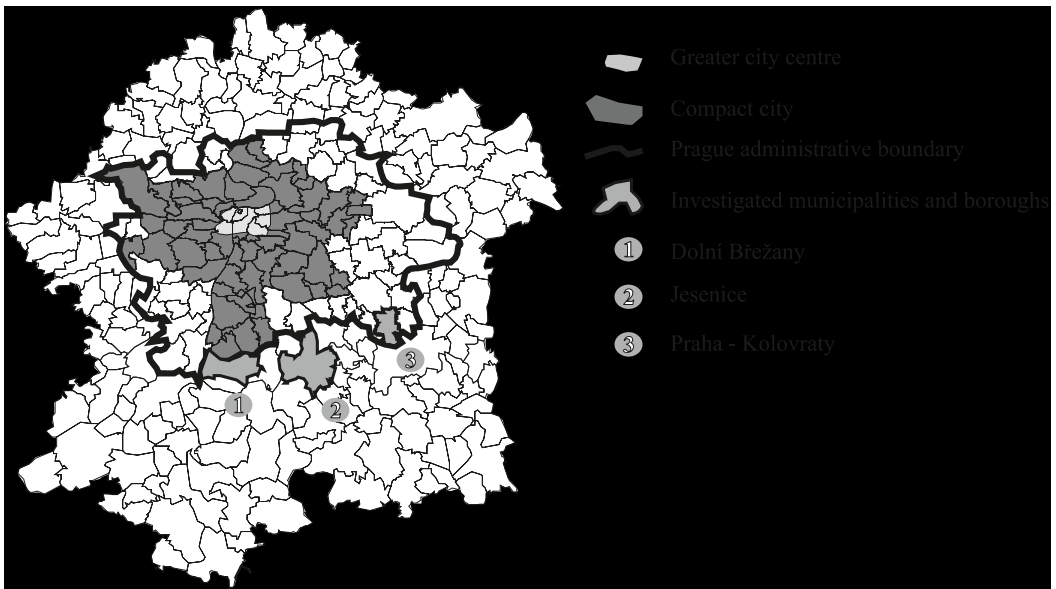 Greater city centre
Compact city
Prague administrative boundary
Investigated municipalities and boroughs
1 Dolní Břežany
2 Jesenice
3 Praha - Kolovraty
3
1
2